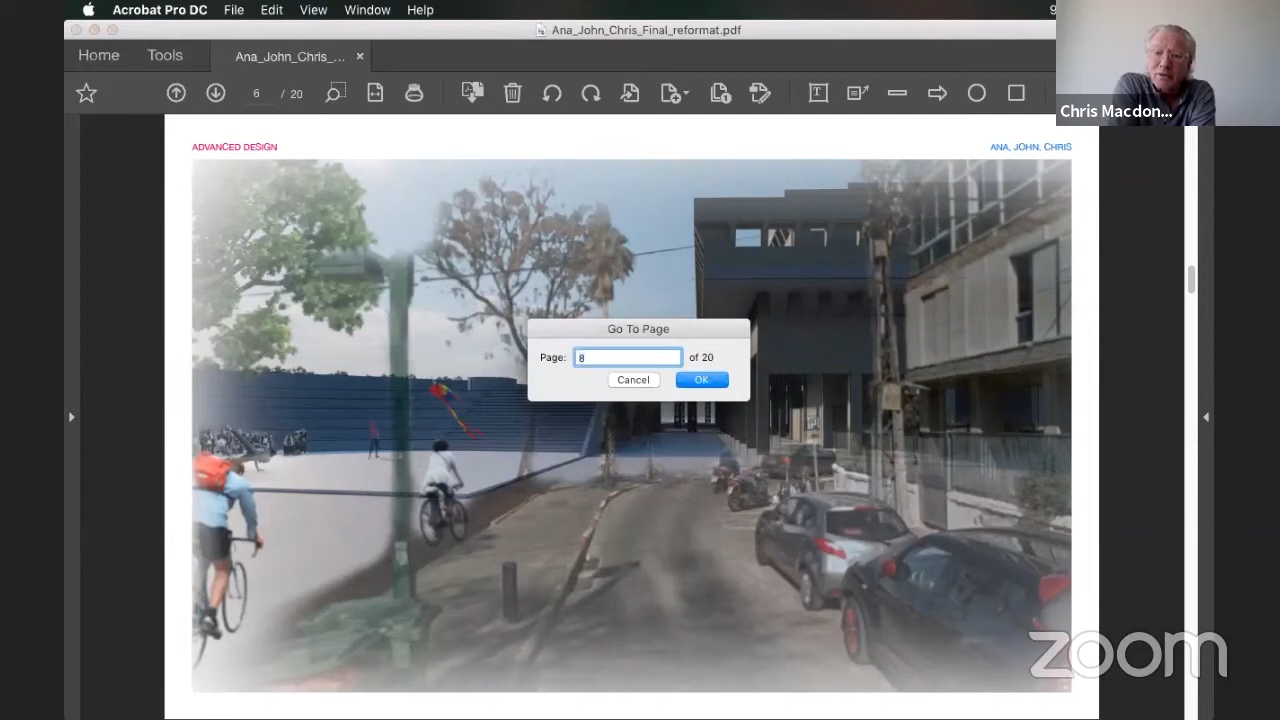 Acrobat Pro DC File Edit View Window Help 9
Ana_John_Chris_Final_reformat.pdf
Home Tools Ana_John_Chris_... ×
6 / 20
Chris Macdon...
ADVANCED DESIGN
ANA, JOHN, CHRIS
Go To Page
Page: 8 of 20
Cancel OK
zoom